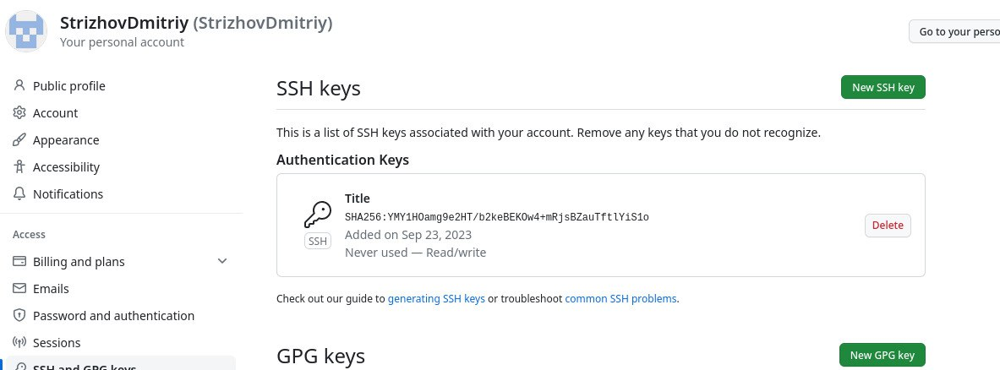 StrizhovDmitriy (StrizhovDmitriy)
Your personal account
Go to your perso
Public profile
Account
Appearance
Accessibility
Notifications
Access
Billing and plans
Emails
Password and authentication
Sessions
SSH and GPG keys
SSH keys
New SSH key
This is a list of SSH keys associated with your account. Remove any keys that you do not recognize.
Authentication Keys
Title
SHA256:YMY1HOamg9e2HT/b2keBEKOw4+mRjsBZauTftlYiS1o
Added on Sep 23, 2023
Never used — Read/write
SSH
Delete
Check out our guide to generating SSH keys or troubleshoot common SSH problems.
GPG keys
New GPG key